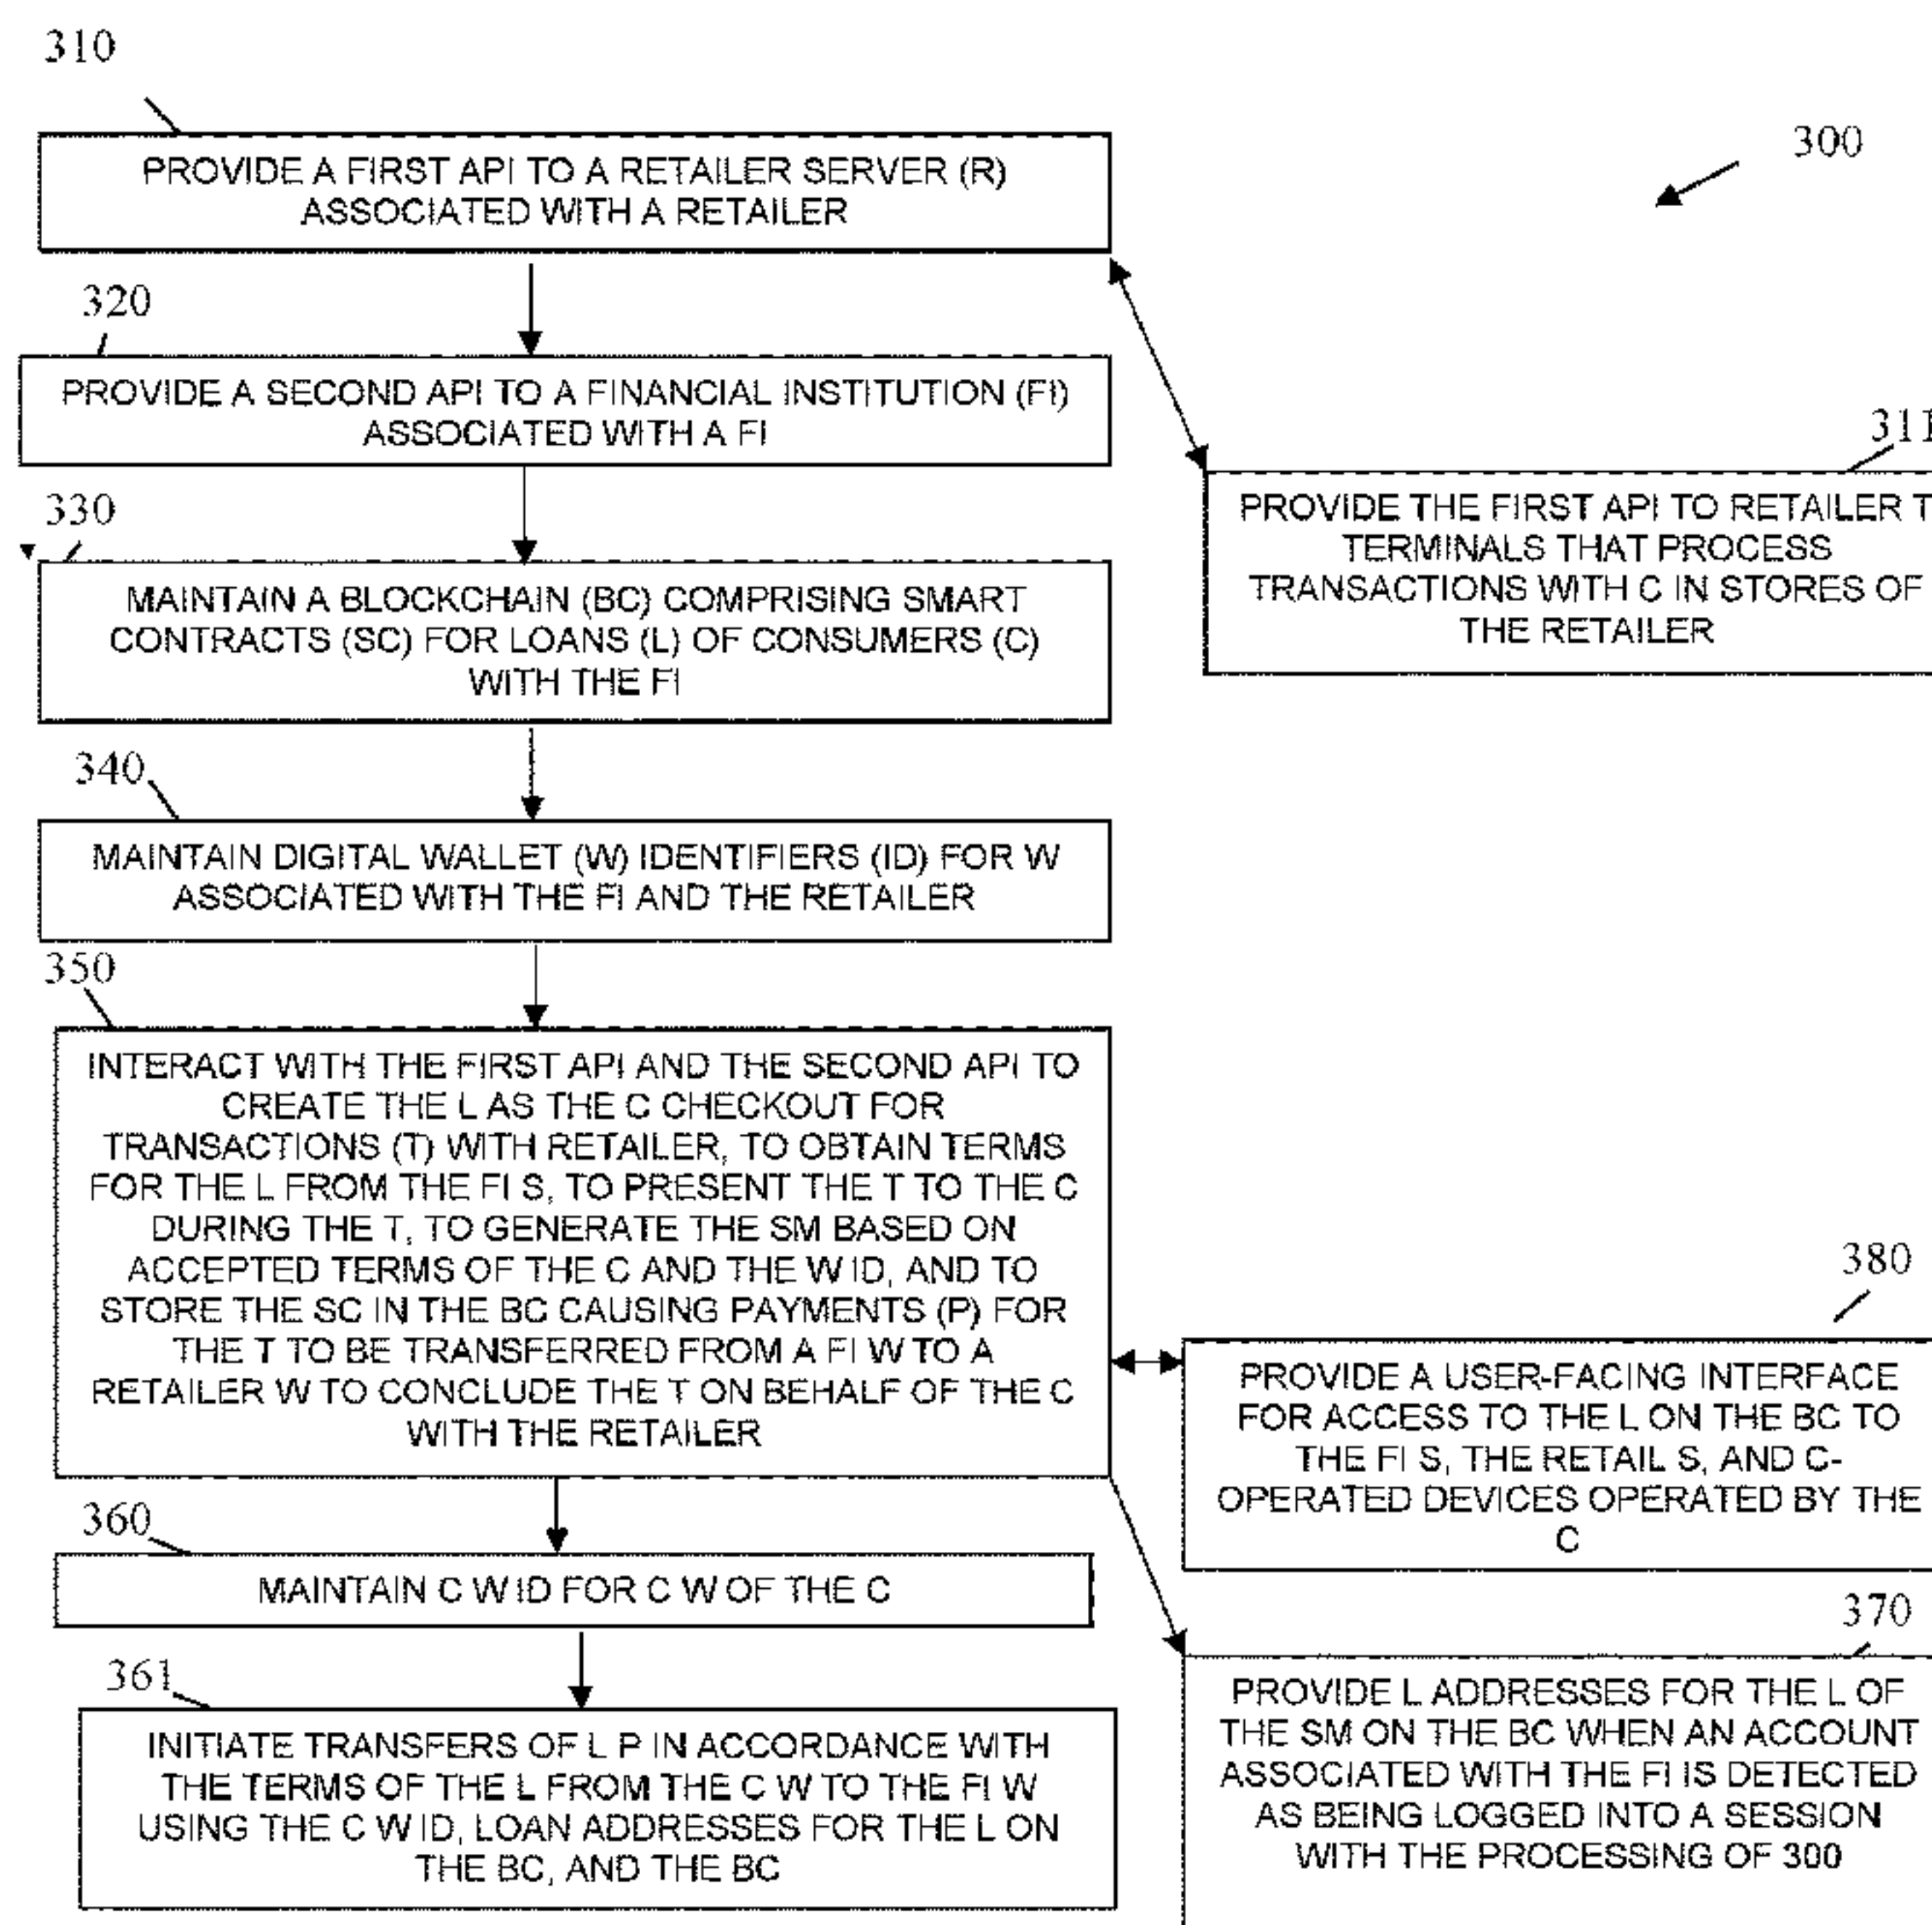 310
300
PROVIDE A FIRST API TO A RETAILER SERVER (R)
ASSOCIATED WITH A RETAILER
320
PROVIDE A SECOND API TO A FINANCIAL INSTITUTION (FI)
ASSOCIATED WITH A FI
311
PROVIDE THE FIRST API TO RETAILER T
TERMINALS THAT PROCESS
TRANSACTIONS WITH C IN STORES OF
THE RETAILER
330
MAINTAIN A BLOCKCHAIN (BC) COMPRISING SMART
CONTRACTS (SC) FOR LOANS (L) OF CONSUMERS (C)
WITH THE FI
340
MAINTAIN DIGITAL WALLET (W) IDENTIFIERS (ID) FOR W
ASSOCIATED WITH THE FI AND THE RETAILER
350
INTERACT WITH THE FIRST API AND THE SECOND API TO
CREATE THE L AS THE C CHECKOUT FOR
TRANSACTIONS (T) WITH RETAILER, TO OBTAIN TERMS
FOR THE L FROM THE FI S, TO PRESENT THE T TO THE C
DURING THE T, TO GENERATE THE SM BASED ON
ACCEPTED TERMS OF THE C AND THE W ID, AND TO
STORE THE SC IN THE BC CAUSING PAYMENTS (P) FOR
THE T TO BE TRANSFERRED FROM A FI W TO A
RETAILER W TO CONCLUDE THE T ON BEHALF OF THE C
WITH THE RETAILER
380
PROVIDE A USER-FACING INTERFACE
FOR ACCESS TO THE L ON THE BC TO
THE FI S, THE RETAIL S, AND C-
OPERATED DEVICES OPERATED BY THE
C
360
MAINTAIN C W ID FOR C W OF THE C
370
PROVIDE L ADDRESSES FOR THE L OF
THE SM ON THE BC WHEN AN ACCOUNT
ASSOCIATED WITH THE FI IS DETECTED
AS BEING LOGGED INTO A SESSION
WITH THE PROCESSING OF 300
361
INITIATE TRANSFERS OF L P IN ACCORDANCE WITH
THE TERMS OF THE L FROM THE C W TO THE FI W
USING THE C W ID, LOAN ADDRESSES FOR THE L ON
THE BC, AND THE BC